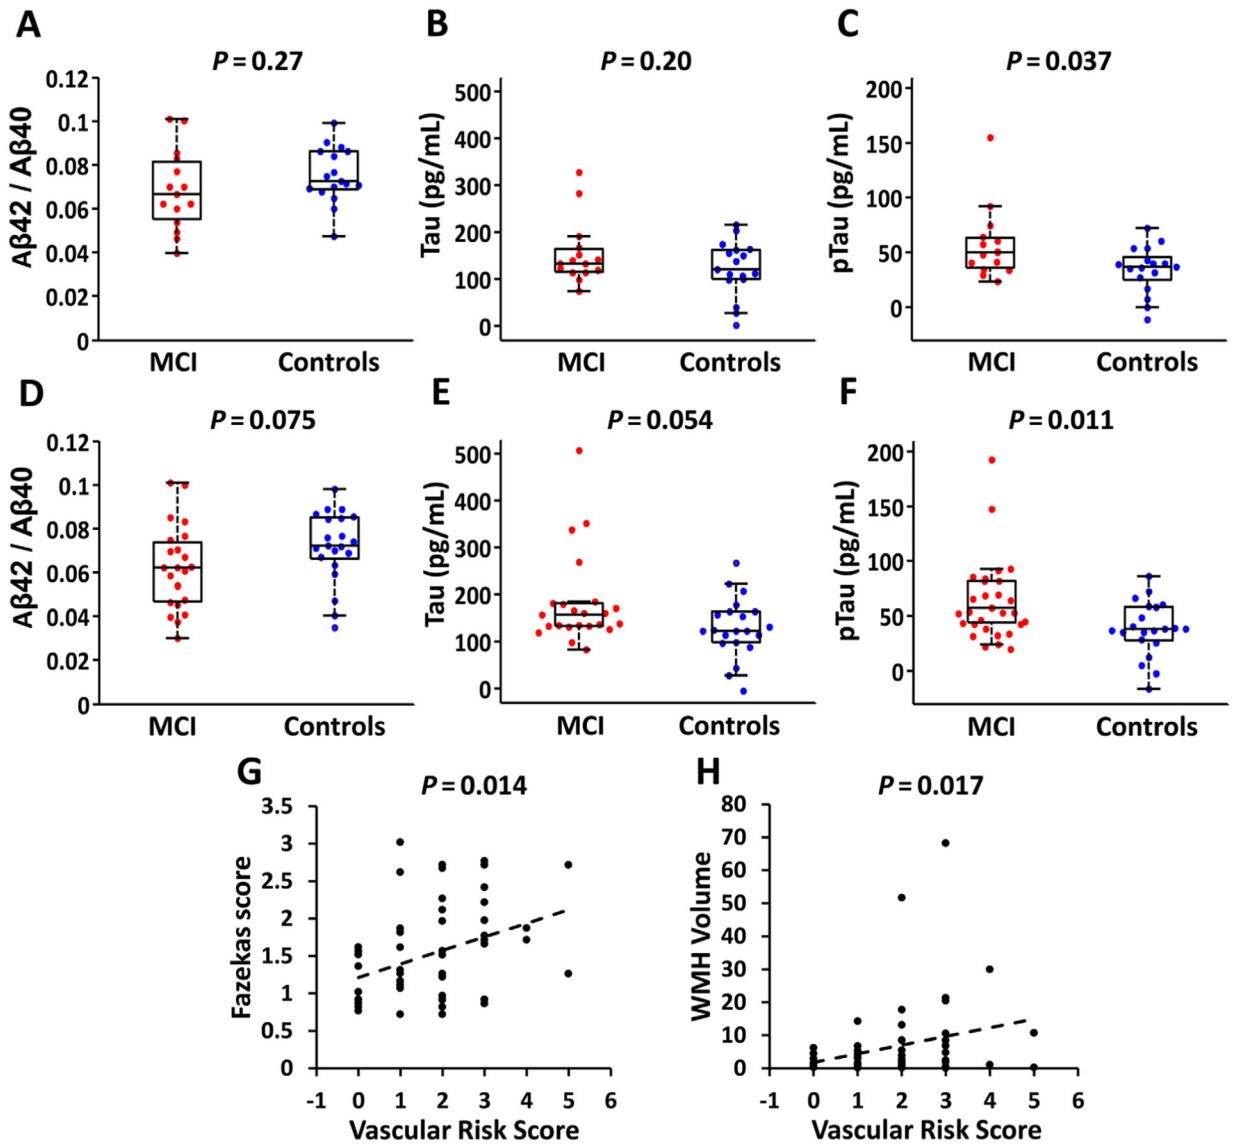 A
B
C
P = 0.27
P = 0.20
P = 0.037
0.12
0.1
0.08
0.06
0.04
0.02
0
Aβ42 / Aβ40
MCI
Controls
500
400
300
200
100
0
Tau (pg/mL)
MCI
Controls
200
150
100
50
0
pTau (pg/mL)
MCI
Controls
D
E
F
P = 0.075
P = 0.054
P = 0.011
0.12
0.1
0.08
0.06
0.04
0.02
0
Aβ42 / Aβ40
MCI
Controls
500
400
300
200
100
0
Tau (pg/mL)
MCI
Controls
200
150
100
50
0
pTau (pg/mL)
MCI
Controls
G
H
P = 0.014
P = 0.017
3.5
3
2.5
2
1.5
1
0.5
0
Fazekas score
-1 0 1 2 3 4 5 6
Vascular Risk Score
80
70
60
50
40
30
20
10
0
WMH Volume
-1 0 1 2 3 4 5 6
Vascular Risk Score